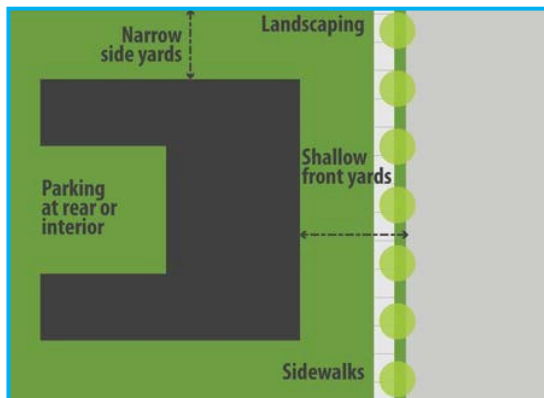 Landscaping
Narrow
side yards
Shallow
front yards
Parking
at rear or
interior
Sidewalks